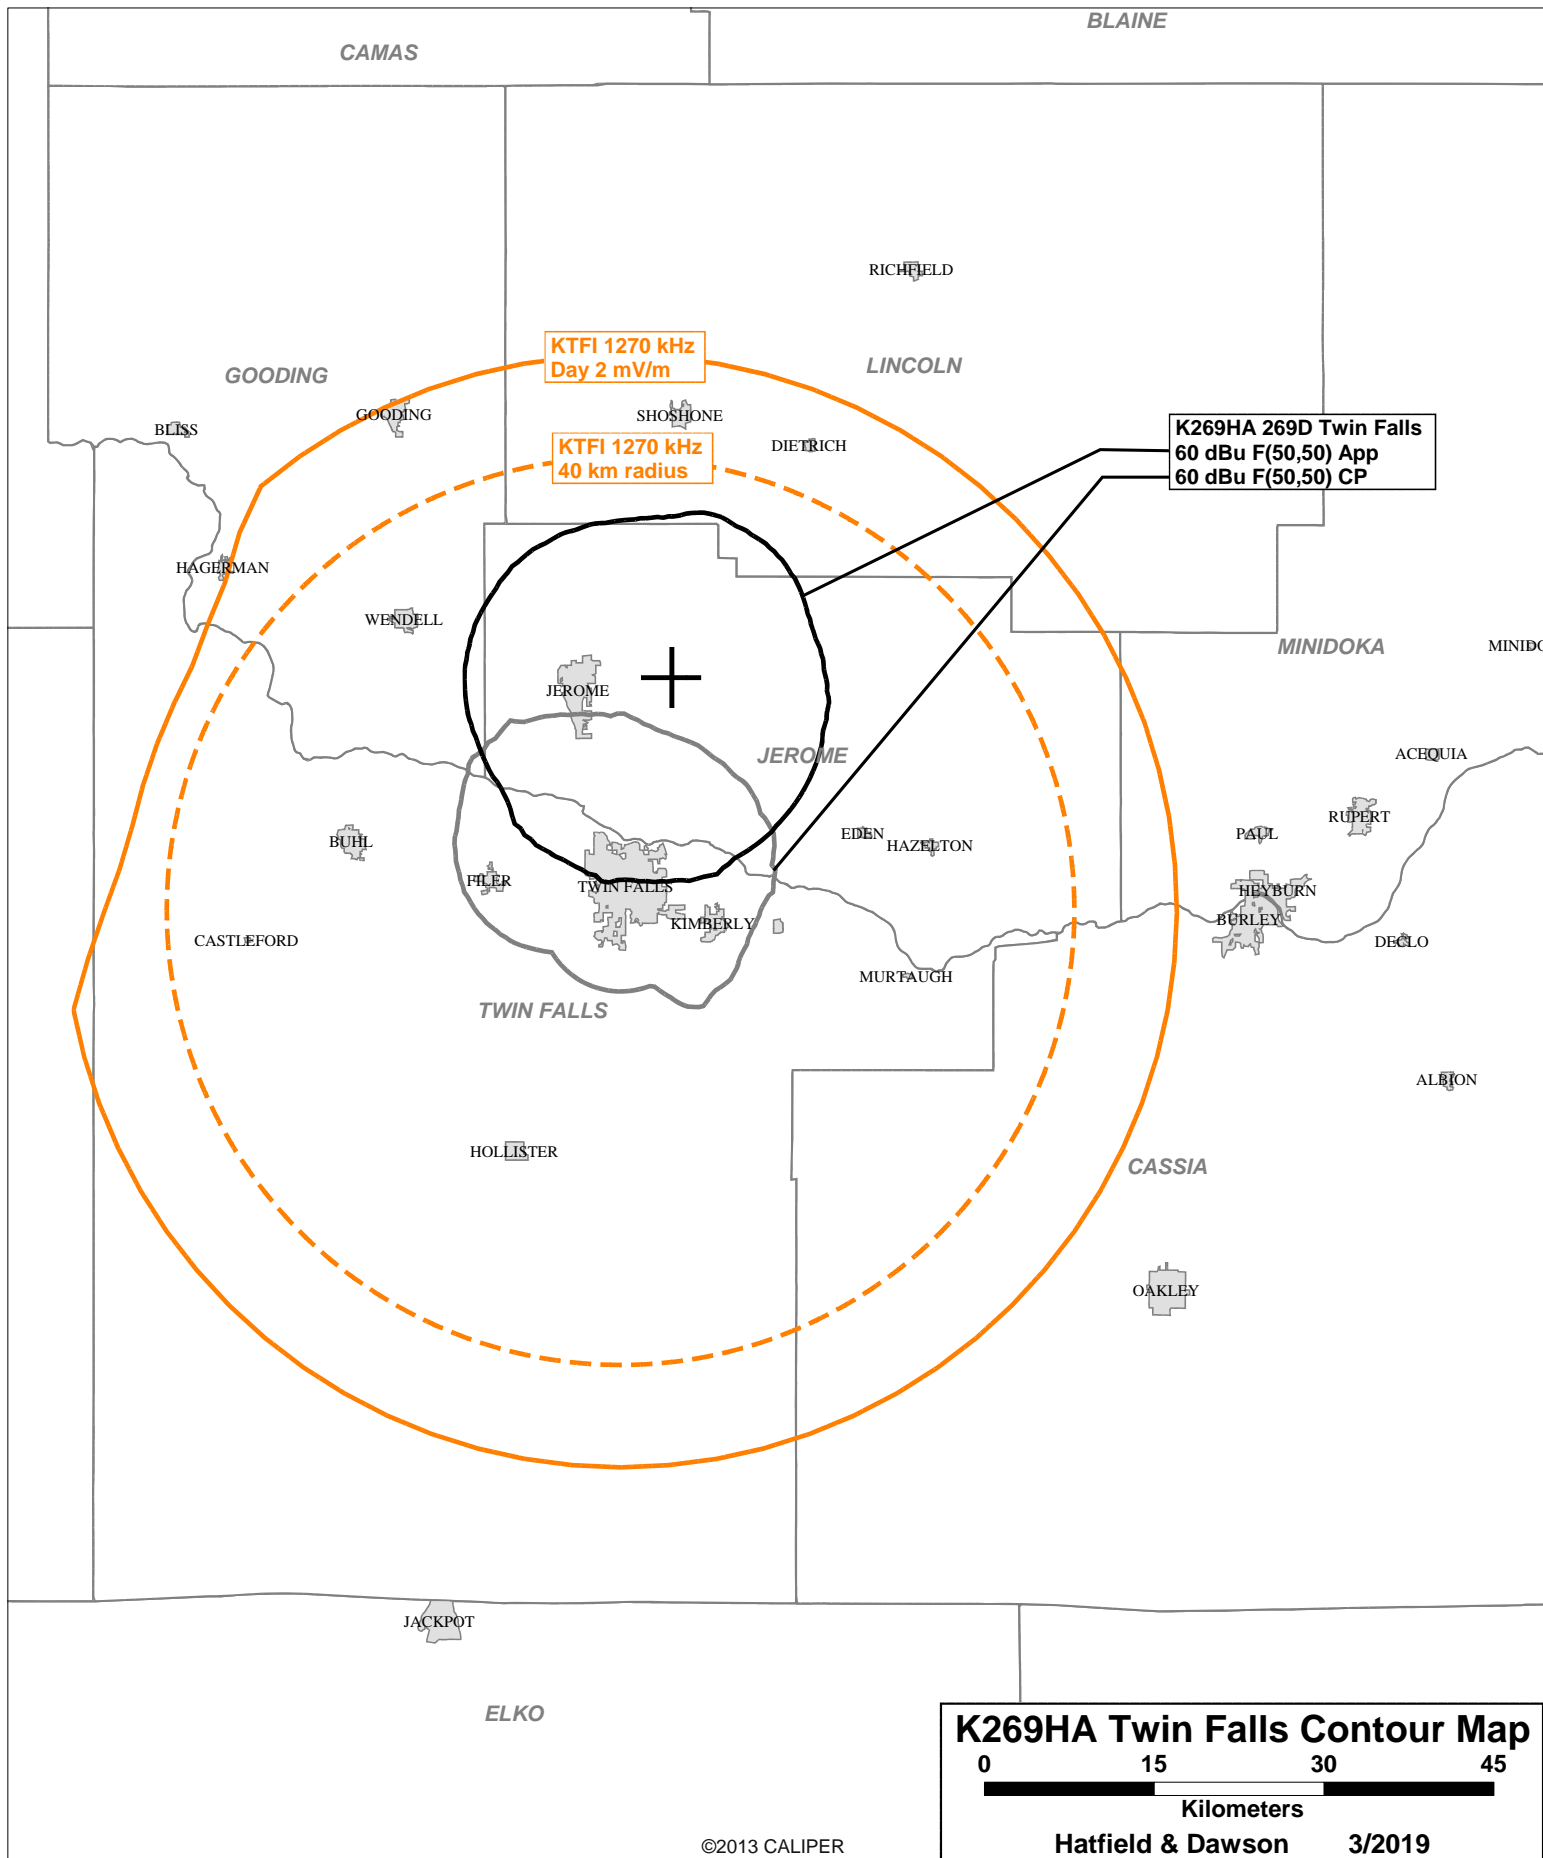 BLAINE
CAMAS
RICHFIELD
KTFI 1270 kHz
Day 2 mV/m
LINCOLN
GOODING
GOODING
SHOSHONE
BLISS
DIETRICH
K269HA 269D Twin Falls
60 dBu F(50,50) App
60 dBu F(50,50) CP
KTFI 1270 kHz
40 km radius
HAGERMAN
WENDELL
MINIDOKA
JEROME
JEROME
ACEQUIA
RUPERT
BUHL
EDEN
HAZELTON
PAUL
FILER
TWIN FALLS
HEYBURN
KIMBERLY
BURLEY
CASTLEFORD
DECLO
MURTAUGH
TWIN FALLS
ALBION
HOLLISTER
CASSIA
OAKLEY
JACKPOT
ELKO
K269HA Twin Falls Contour Map
0 15 30 45
Kilometers
Hatfield & Dawson 3/2019
©2013 CALIPER